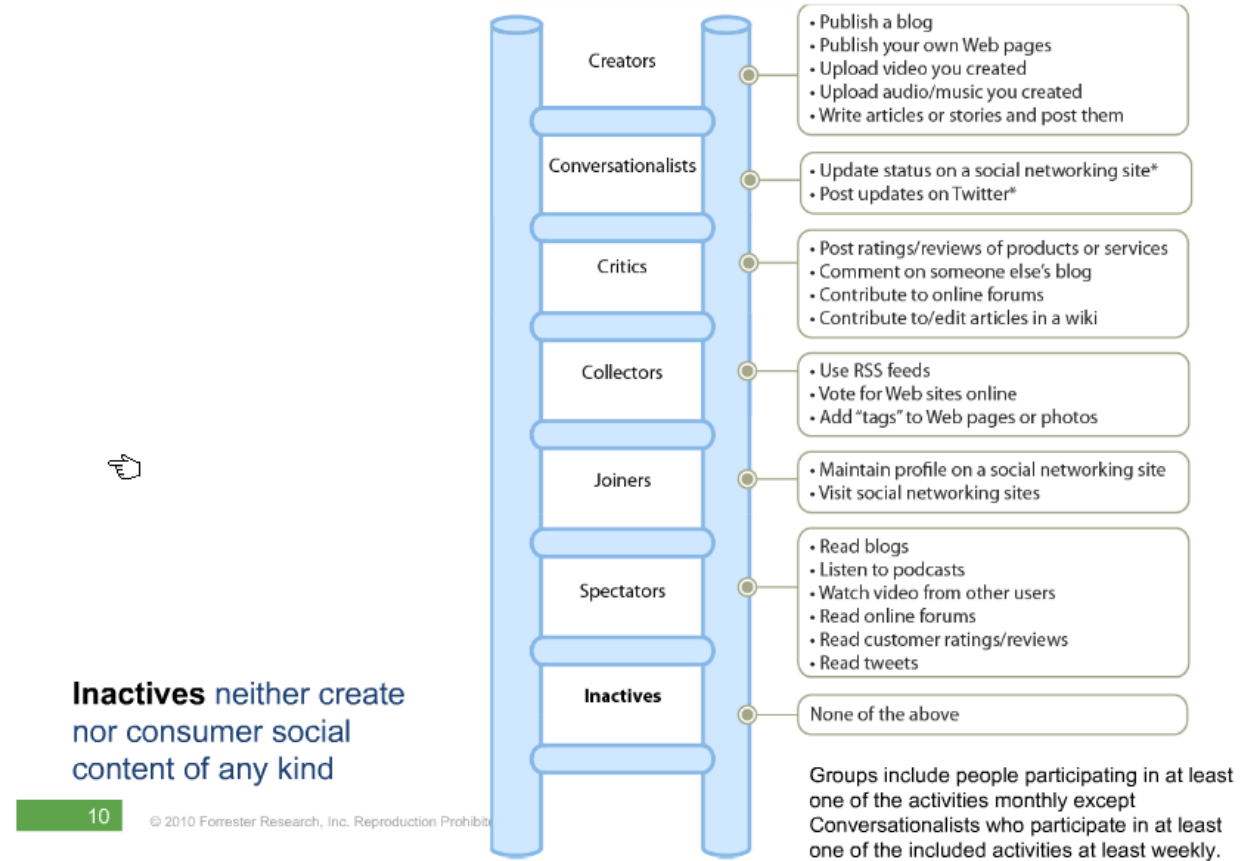 Creators
• Publish a blog
• Publish your own Web pages
• Upload video you created
• Upload audio/music you created
• Write articles or stories and post them
Conversationalists
• Update status on a social networking site*
• Post updates on Twitter*
Critics
• Post ratings/reviews of products or services
• Comment on someone else's blog
• Contribute to online forums
• Contribute to/edit articles in a wiki
Collectors
• Use RSS feeds
• Vote for Web sites online
• Add “tags” to Web pages or photos
Joiners
• Maintain profile on a social networking site
• Visit social networking sites
Spectators
• Read blogs
• Listen to podcasts
• Watch video from other users
• Read online forums
• Read customer ratings/reviews
• Read tweets
Inactives
None of the above
Inactives neither create
nor consumer social
content of any kind
Groups include people participating in at least
one of the activities monthly except
Conversationalists who participate in at least
one of the included activities at least weekly.
10
© 2010 Forrester Research, Inc. Reproduction